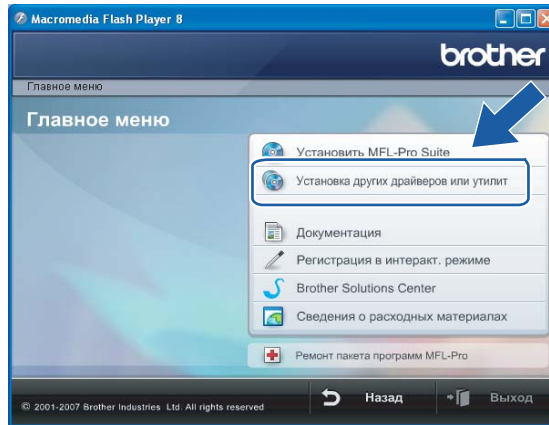 Macromedia Flash Player 8
brother
Главное меню
Главное меню
Установить MFL-Pro Suite
Установка других драйверов или утилит
Документация
Регистрация в интеракт. режиме
Brother Solutions Center
Сведения о расходных материалах
Ремонт пакета программ MFL-Pro
© 2001-2007 Brother Industries Ltd. All rights reserved
Назад
Выход